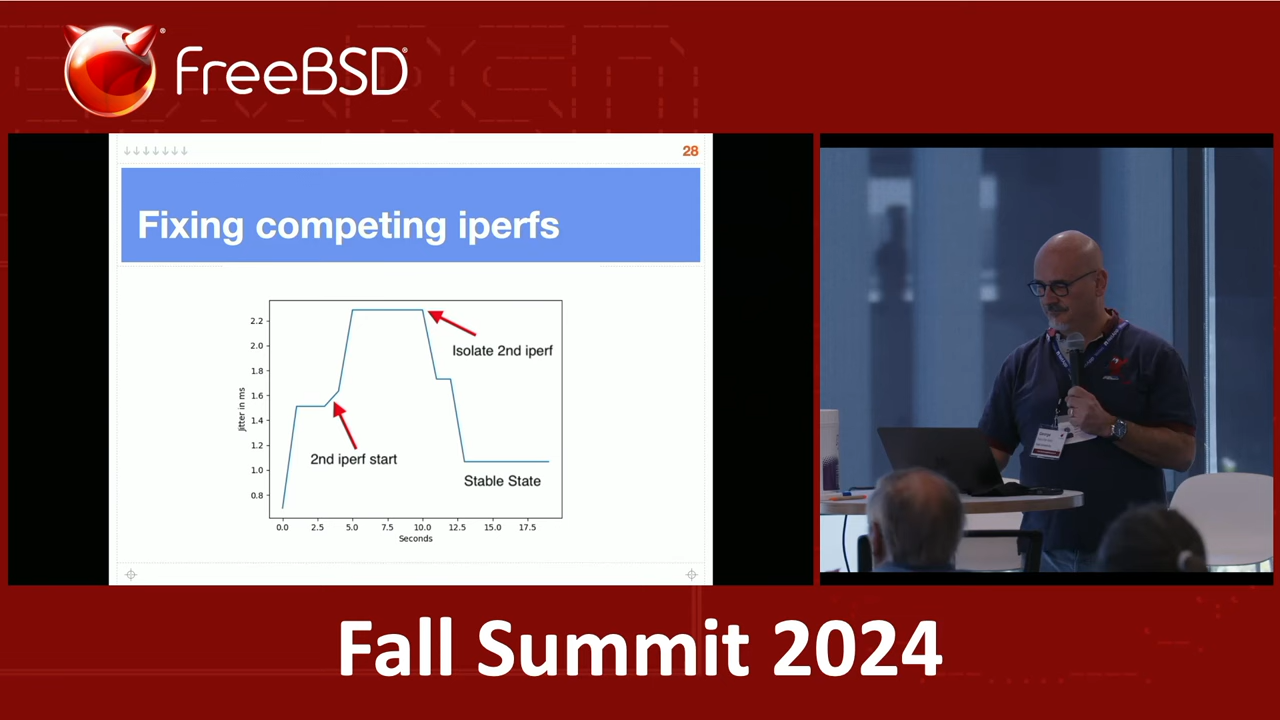 FreeBSD®
28
Fixing competing iperfs
2.2
2.0
1.8
1.6
1.4
1.2
1.0
0.8
Jitter in ms
Isolate 2nd iperf
2nd iperf start
Stable State
0.0 2.5 5.0 7.5 10.0 12.5 15.0 17.5
Seconds
George
Fall Summit 2024